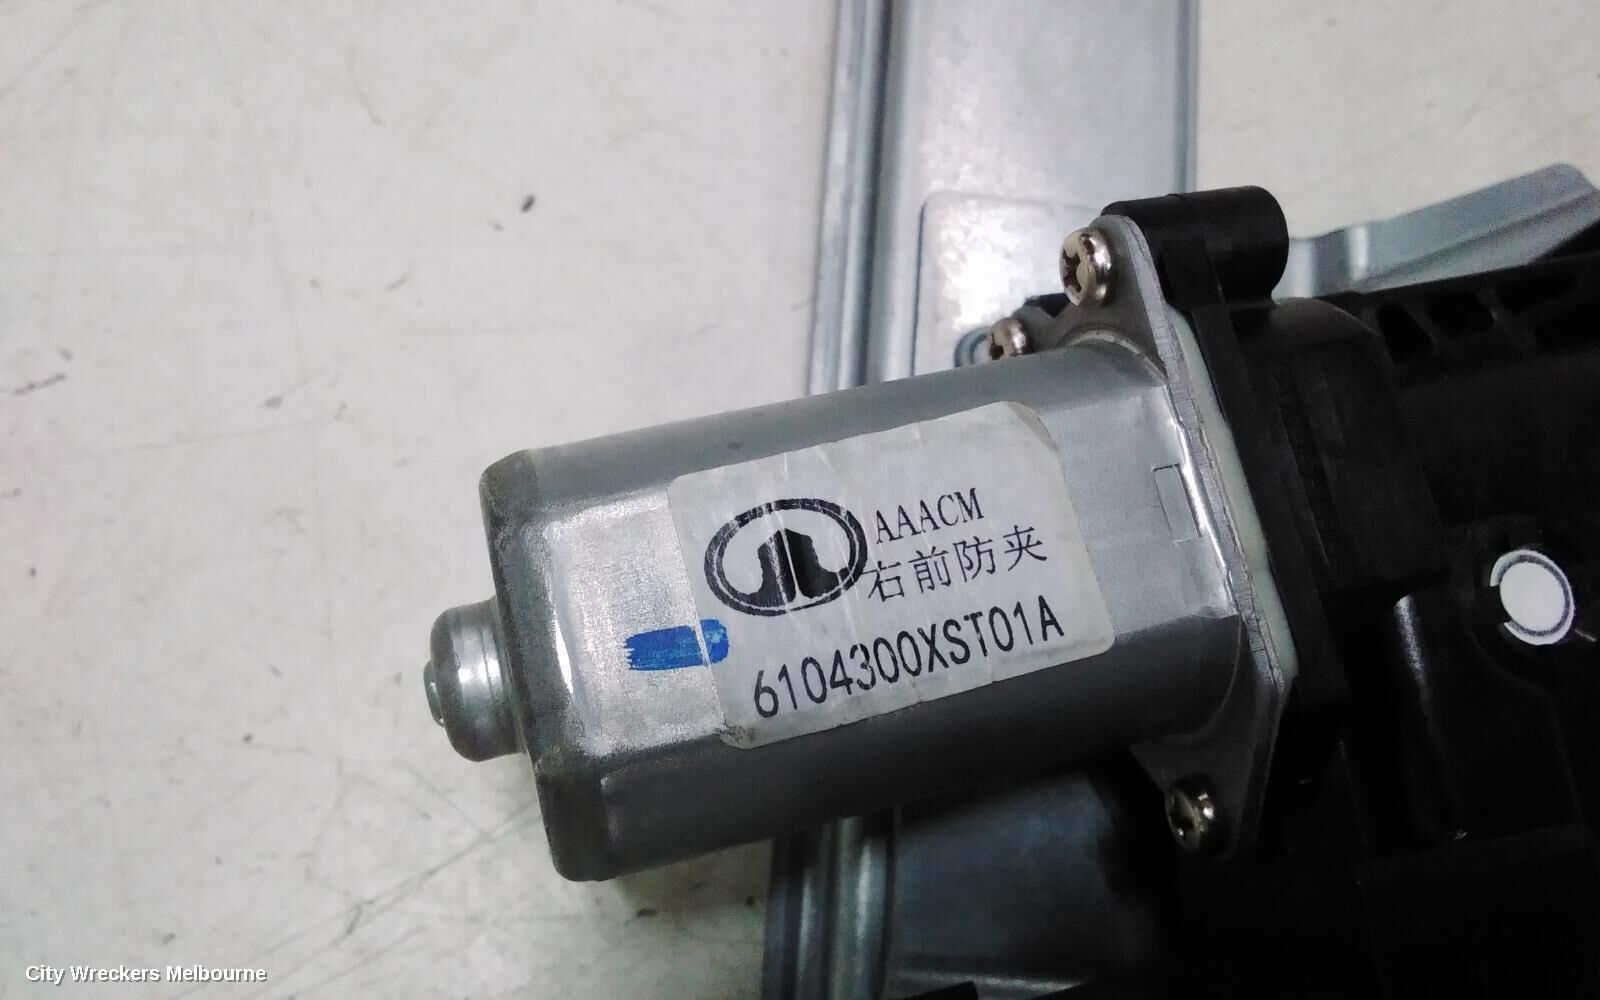 AAACM
右前防夹
6104300XST01A
City Wreckers Melbourne